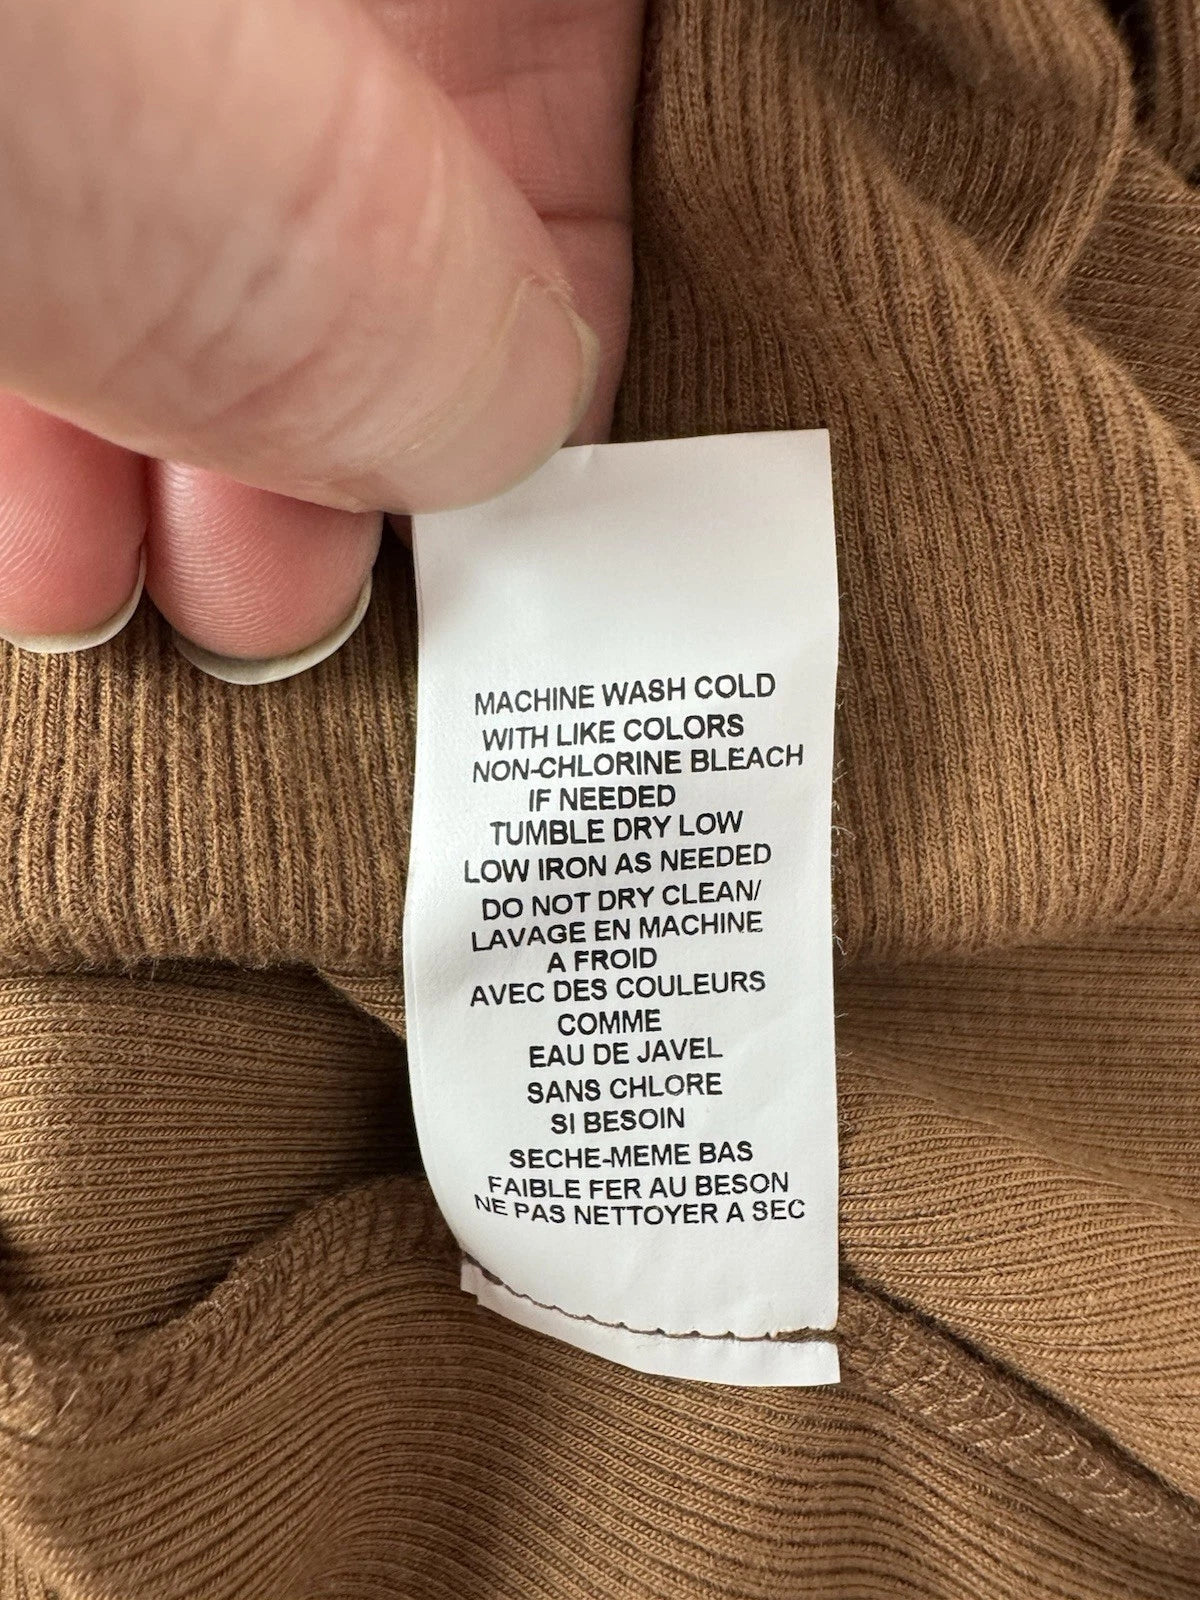 MACHINE WASH COLD
WITH LIKE COLORS
NON-CHLORINE BLEACH
IF NEEDED
TUMBLE DRY LOW
LOW IRON AS NEEDED
DO NOT DRY CLEAN/
LAVAGE EN MACHINE
A FROID
AVEC DES COULEURS
COMME
EAU DE JAVEL
SANS CHLORE
SI BESOIN
SECHE-MEME BAS
FAIBLE FER AU BESON
NE PAS NETTOYER A SEC